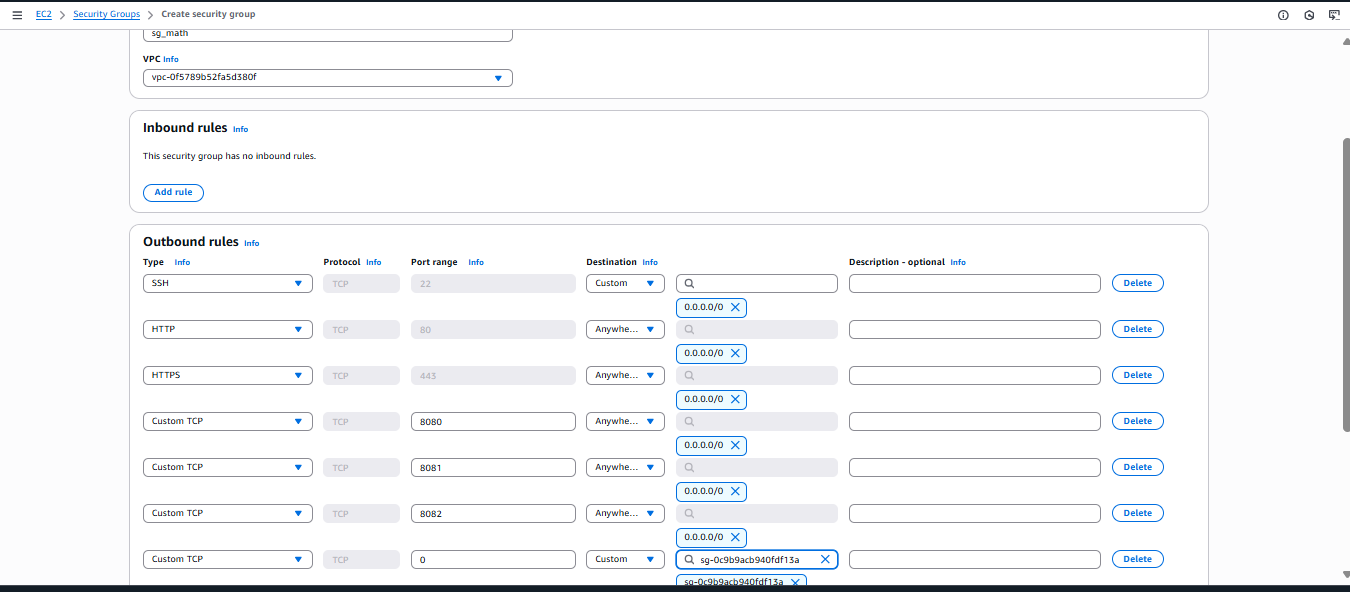 EC2 > Security Groups > Create security group
sg_math
VPC Info
vpc-0f5789b52fa5d380f
Inbound rules Info
This security group has no inbound rules.
Add rule
Outbound rules Info
Type Info Protocol Info Port range Info Destination Info Description - optional Info
SSH TCP 22 Custom Delete
0.0.0.0/0
HTTP TCP 80 Anywhe... Delete
0.0.0.0/0
HTTPS TCP 443 Anywhe... Delete
0.0.0.0/0
Custom TCP TCP 8080 Anywhe... Delete
0.0.0.0/0
Custom TCP TCP 8081 Anywhe... Delete
0.0.0.0/0
Custom TCP TCP 8082 Anywhe... Delete
0.0.0.0/0
Custom TCP TCP 0 Custom sg-0c9b9acb940fdf13a Delete
sg-0c9b9acb940fdf13a